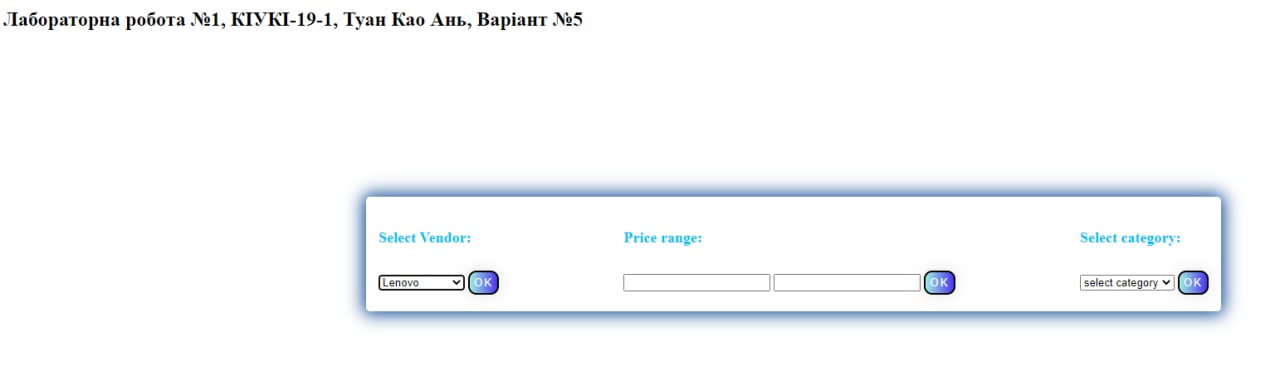 Лабораторна робота №1, КІУКІ-19-1, Туан Као Ань, Варіант №5
Select Vendor: Price range: Select category:
Lenovo OK OK select category OK